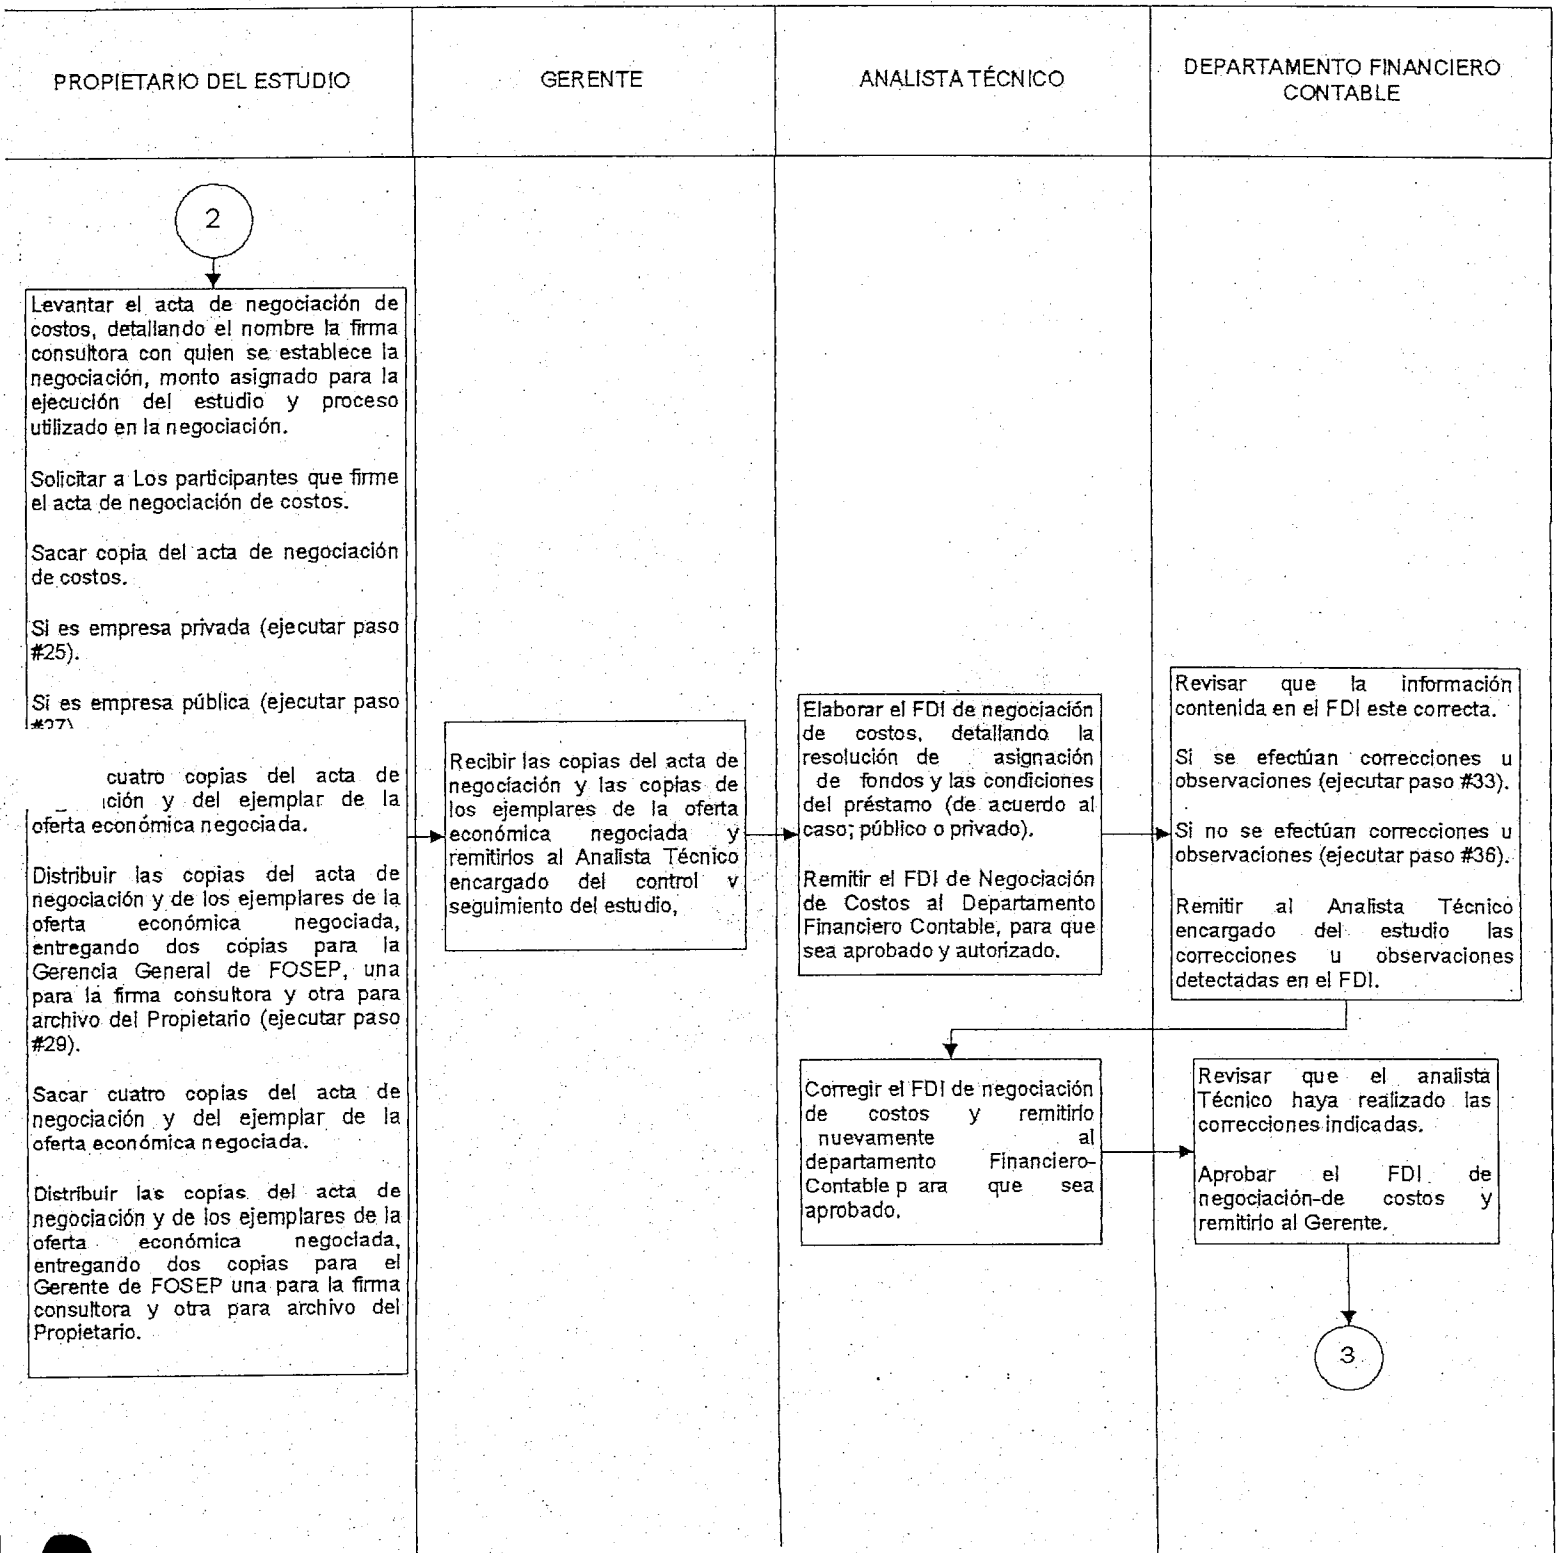 PROPIETARIO DEL ESTUDIO
GERENTE
ANALISTA TÉCNICO
DEPARTAMENTO FINANCIERO
CONTABLE
2
Levantar el acta de negociación de
costos, detallando el nombre la firma
consultora con quien se establece la
negociación, monto asignado para la
ejecución del estudio y proceso
utilizado en la negociación.
Solicitar a Los participantes que firme
el acta de negociación de costos.
Sacar copia del acta de negociación
de costos.
Si es empresa privada (ejecutar paso
#25).
Si es empresa pública (ejecutar paso
cuatro copias del acta de
y del ejemplar de la
oferta económica negociada.
Distribuir las copias del acta de
negociación y de los ejemplares de la
oferta económica negociada,
entregando dos copias para la
Gerencia General de FOSEP, una
para la firma consultora y otra para
archivo del Propietario (ejecutar paso
#29).
Sacar cuatro copias del acta de
negociación y del ejemplar de la
oferta económica negociada.
Distribuir las copias del acta de
negociación y de los ejemplares de la
oferta económica negociada,
entregando dos copias para el
Gerente de FOSEP una para la firma
consultora y otra para archivo del
Propietario.
Recibir las copias del acta de
negociación y las copias de
los ejemplares de la oferta
económica negociada y
remitirlos al Analista Técnico
encargado del control y
seguimiento del estudio,
Elaborar el FDI de negociación
de costos, detallando la
resolución de asignación
de fondos y las condiciones
del préstamo (de acuerdo al
caso; público o privado).
Remitir el FDI de Negociación
de Costos al Departamento
Financiero Contable, para que
sea aprobado y autorizado.
Revisar que la información
contenida en el FDI este correcta.
Si se efectúan correcciones u
observaciones (ejecutar paso #33).
Si no se efectúan correcciones u
observaciones (ejecutar paso #36).
Remitir al Analista Técnico
encargado del estudio las
correcciones u observaciones
detectadas en el FDI.
Corregir el FDI de negociación
de costos y remitirlo
nuevamente al
departamento Financiero-
Contable p ara que sea
aprobado.
Revisar que el analista
Técnico haya realizado las
correcciones indicadas.
Aprobar el FDI de
negociación-de costos y
remitirlo al Gerente.
3